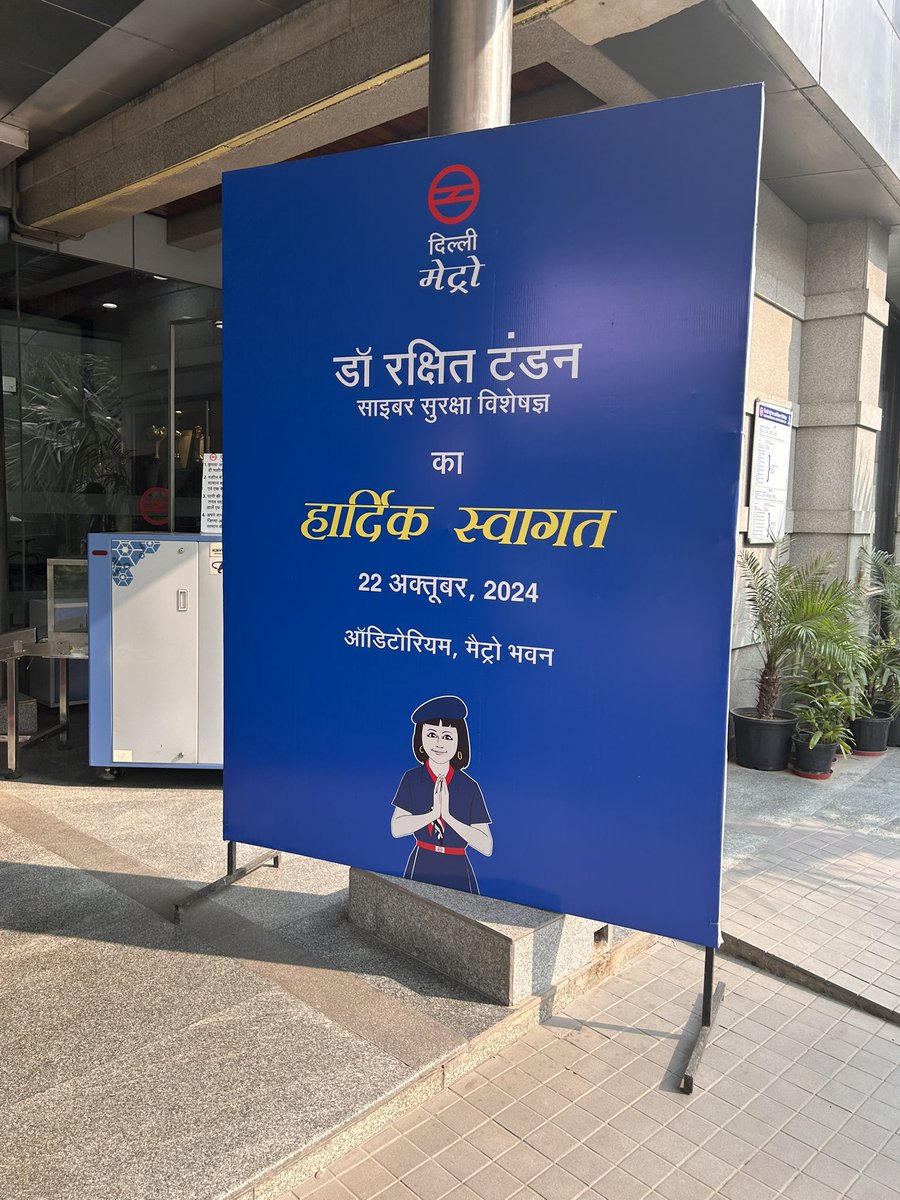 दिल्ली
मेट्रो
डॉ रक्षित टंडन
साइबर सुरक्षा विशेषज्ञ
का
हार्दिक स्वागत
22 अक्तूबर, 2024
ऑडिटोरियम, मैट्रो भवन